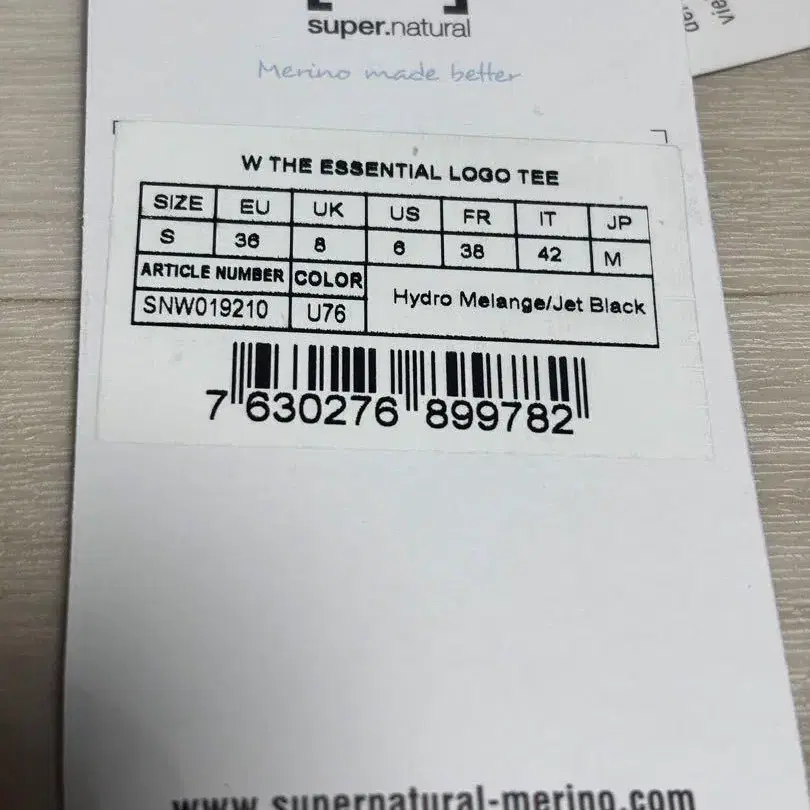 super.natural
Merino made better
W THE ESSENTIAL LOGO TEE
SIZE EU UK US FR IT JP
S 36 8 6 38 42 M
ARTICLE NUMBER COLOR Hydro Melange/Jet Black
SNW019210 U76
7 630276 899782
www.supernatural-merino.com